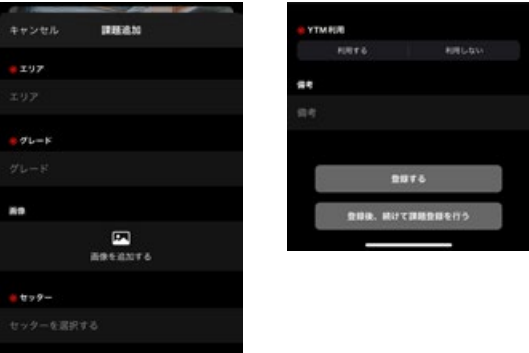 キャンセル 課題追加
エリア
エリア
グレード
グレード
画像
画像を追加する
セッター
セッターを選択する
YTM利用
利用する 利用しない
備考
備考
登録する
登録後、続けて課題登録を行う